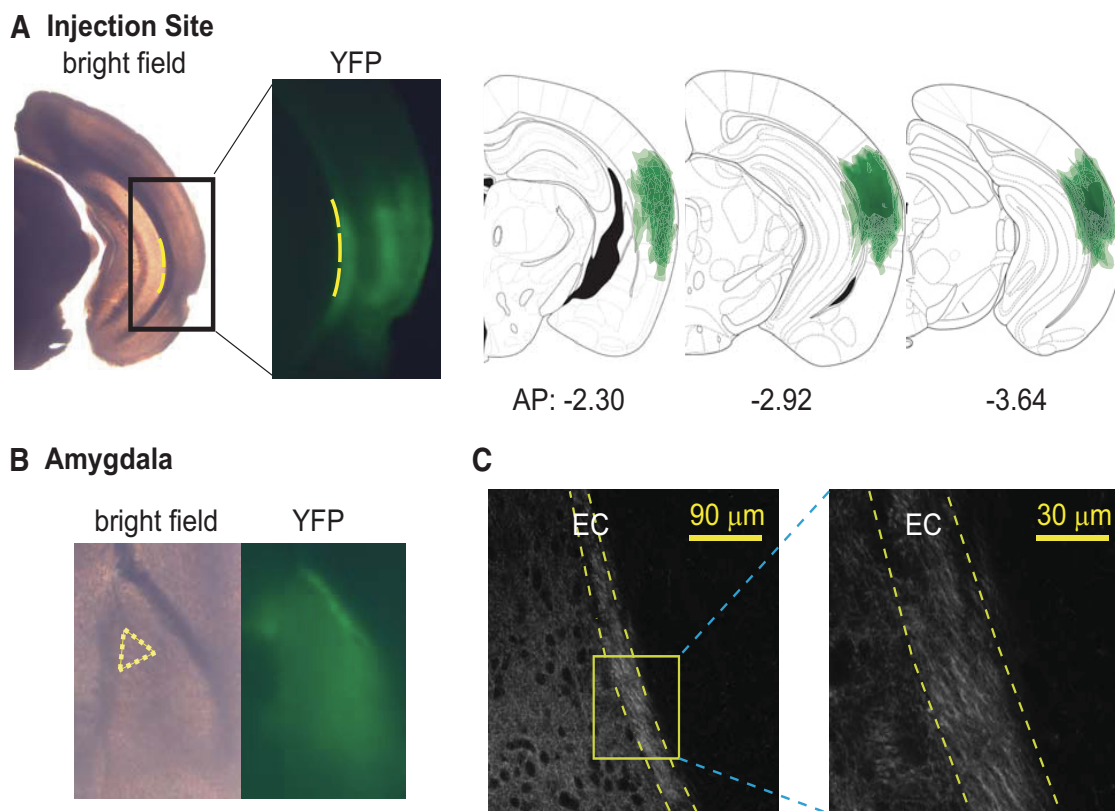 A Injection Site
bright field
YFP
AP: -2.30
-2.92
-3.64
B Amygdala
bright field
YFP
C
EC
90 μm
EC
30 μm